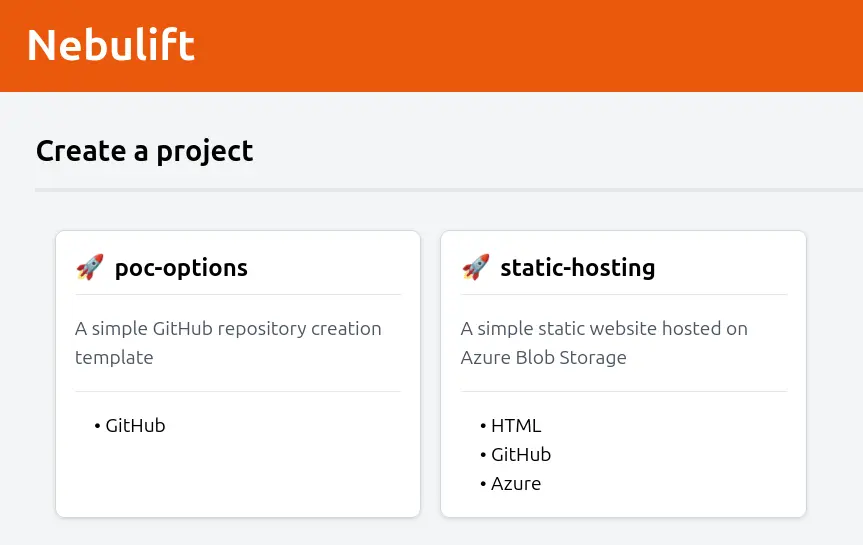 Nebulift
Create a project
🚀 poc-options
A simple GitHub repository creation
template
• GitHub
🚀 static-hosting
A simple static website hosted on
Azure Blob Storage
• HTML
• GitHub
• Azure